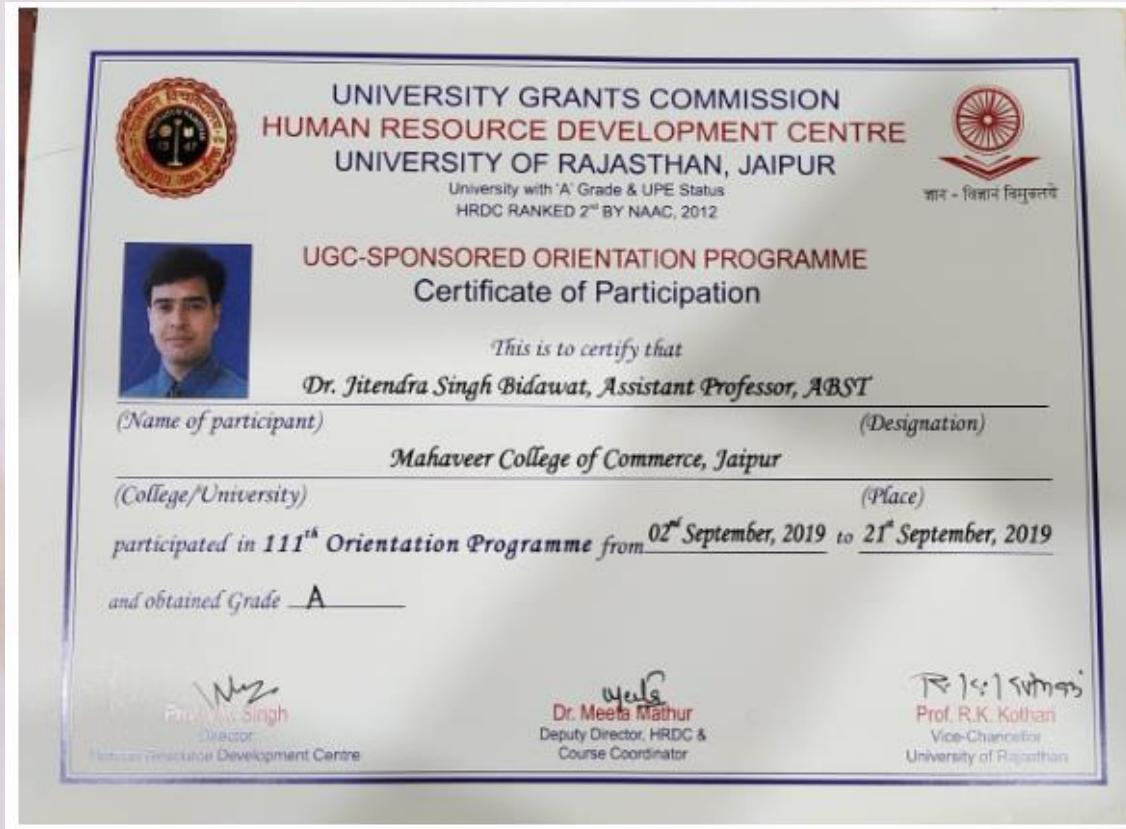 UNIVERSITY GRANTS COMMISSION
HUMAN RESOURCE DEVELOPMENT CENTRE
UNIVERSITY OF RAJASTHAN, JAIPUR
University with 'A' Grade & UPE Status
HRDC RANKED 2nd BY NAAC, 2012
ज्ञान - विज्ञानं विमुक्तये
UGC-SPONSORED ORIENTATION PROGRAMME
Certificate of Participation
This is to certify that
Dr. Jitendra Singh Bidawat, Assistant Professor, ABST
(Name of participant) (Designation)
Mahaveer College of Commerce, Jaipur
(College/University) (Place)
participated in 111th Orientation Programme from 02nd September, 2019 to 21st September, 2019
and obtained Grade A
Singh
Director
Human Resource Development Centre
Dr. Meeta Mathur
Deputy Director, HRDC &
Course Coordinator
Prof. R.K. Kothari
Vice-Chancellor
University of Rajasthan